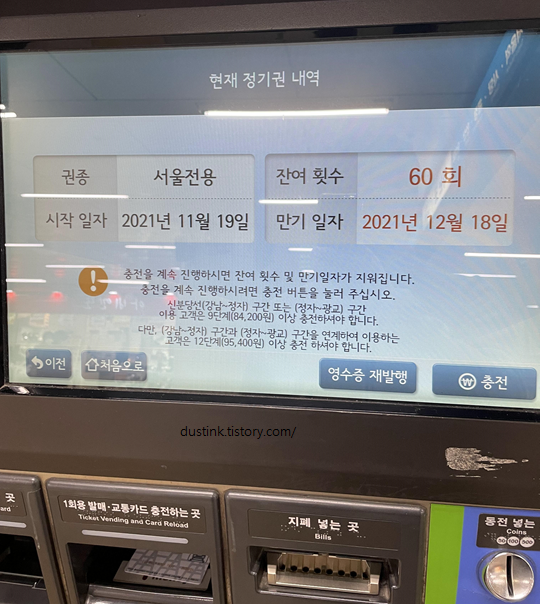 현재 정기권 내역
권종 서울전용 잔여 횟수 60 회
시작 일자 2021년 11월 19일 만기 일자 2021년 12월 18일
충전을 계속 진행하시면 잔여 횟수 및 만기일자가 지워집니다.
충전을 계속 진행하시려면 충전 버튼을 눌러 주십시오.
신분당선(강남~정자) 구간 또는 (정자~광교) 구간
이용 고객은 9단계(84,200원) 이상 충전하셔야 합니다.
다만, (강남~정자) 구간과 (정자~광교) 구간을 연계하여 이용하는
고객은 12단계(95,400원) 이상 충전 하셔야 합니다.
이전 처음으로 영수증 재발행 충전
dustink.tistory.com/
곳
1회용 발매·교통카드 충전하는 곳
Ticket Vending and Card Reload
지폐 넣는 곳
Bills
동전 넣는
Coins
50 100 500